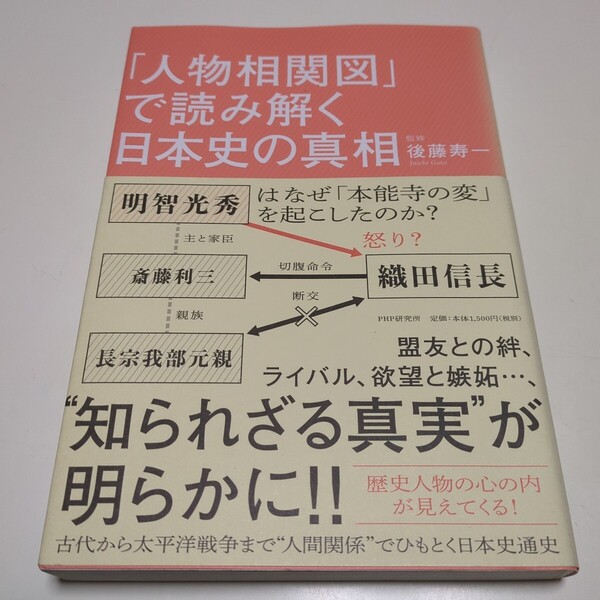 「人物相関図」
で読み解く
日本史の真相
監修
後藤寿一
Juichi Goto
明智光秀
はなぜ「本能寺の変」
を起こしたのか?
怒り?
主と家臣
斎藤利三
切腹命令
織田信長
断交
親族
長宗我部元親
PHP研究所 定価:本体1,500円(税別)
盟友との絆、
ライバル、欲望と嫉妬…、
“知られざる真実”が
明らかに!!
歴史人物の心の内
が見えてくる!
古代から太平洋戦争まで“人間関係”でひもとく日本史通史